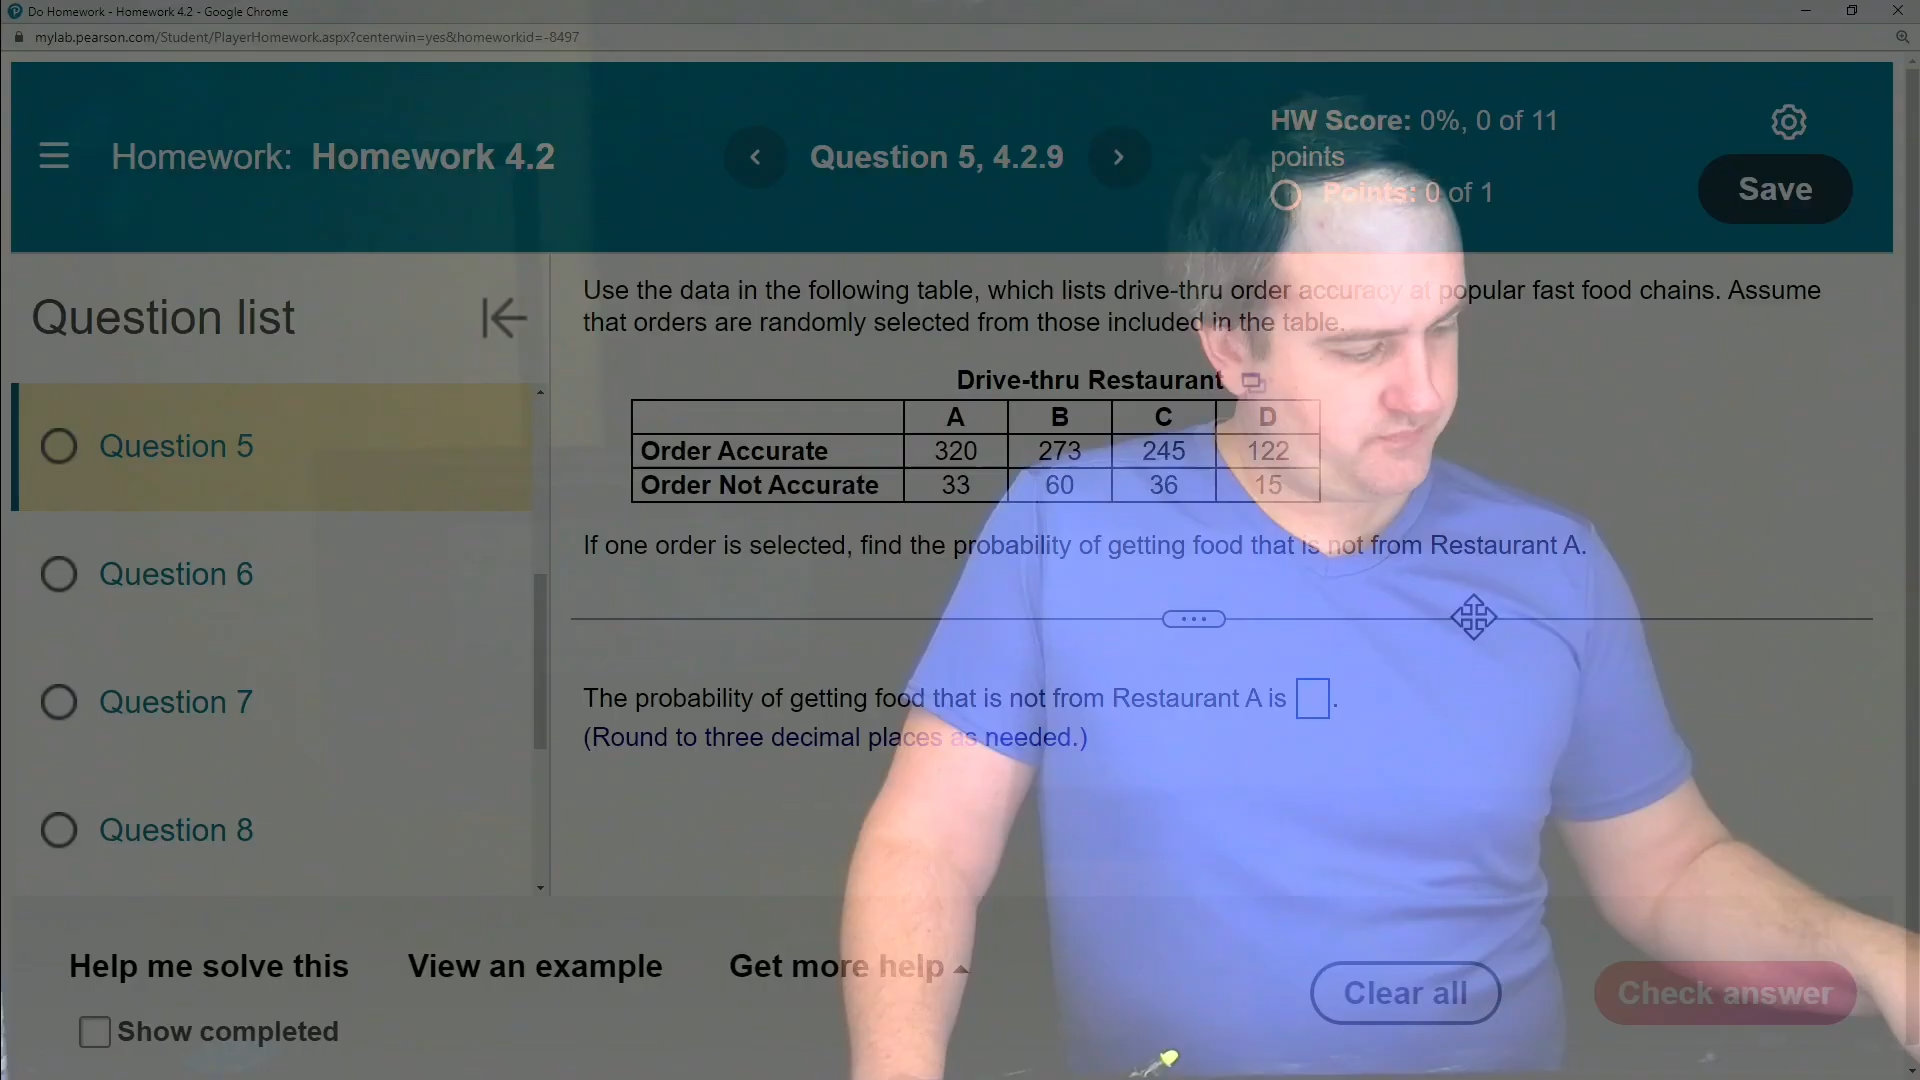 Do Homework - Homework 4.2 - Google Chrome
mylab.pearson.com/Student/PlayerHomework.aspx?centerwin=yes&homeworkid=-8497
Homework: Homework 4.2
Question 5, 4.2.9
HW Score: 0%, 0 of 11
points
Points: 0 of 1
Save
Question list
Question 5
Question 6
Question 7
Question 8
Use the data in the following table, which lists drive-thru order accuracy at popular fast food chains. Assume
that orders are randomly selected from those included in the table.
Drive-thru Restaurant
A B C D
Order Accurate 320 273 245 122
Order Not Accurate 33 60 36 15
If one order is selected, find the probability of getting food that is not from Restaurant A.
The probability of getting food that is not from Restaurant A is .
(Round to three decimal places as needed.)
Help me solve this View an example Get more help
Clear all Check answer
Show completed